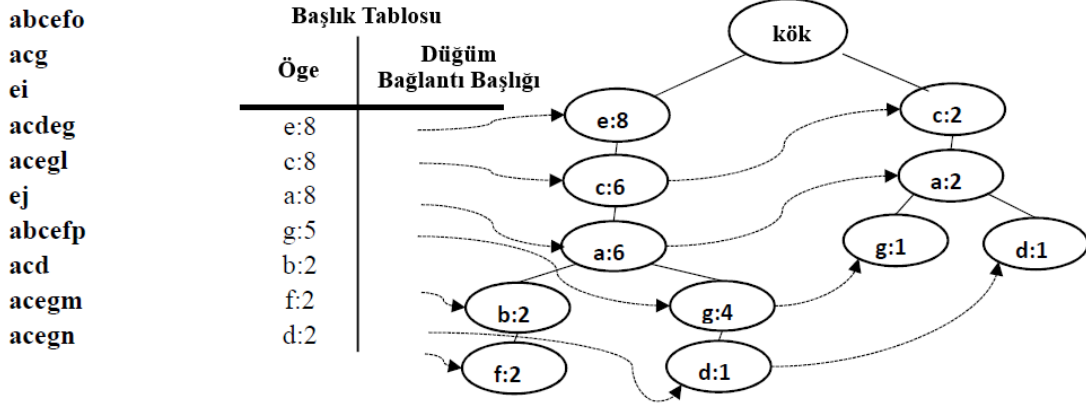 abcefo
acg
ei
acdeg
acegl
ej
abcefp
acd
acegm
acegn
Başlık Tablosu
Öge
Düğüm
Bağlantı Başlığı
e:8
c:8
a:8
g:5
b:2
f:2
d:2
kök
e:8
c:2
c:6
a:2
a:6
g:1
d:1
b:2
g:4
f:2
d:1